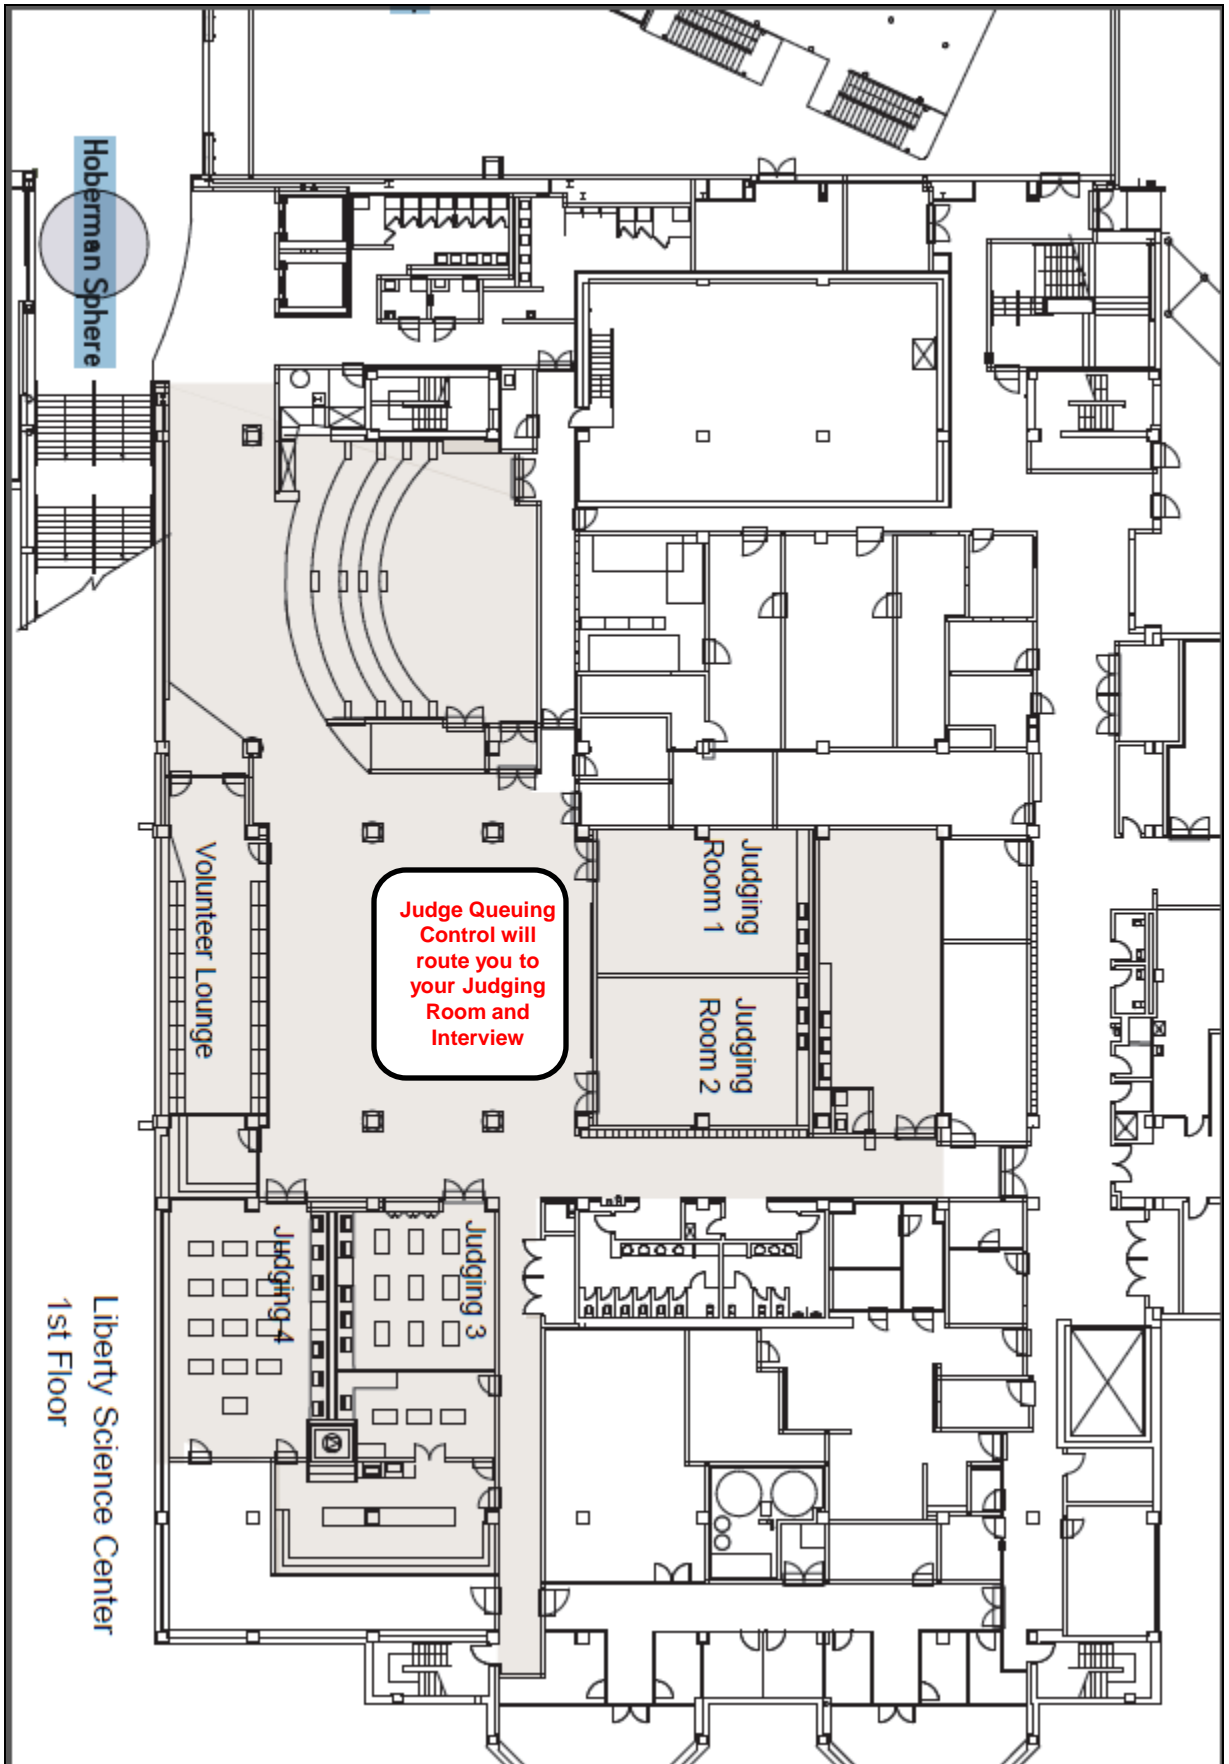 Hoberman Sphere
Volunteer Lounge
Judge Queuing
Control will
route you to
your Judging
Room and
Interview
Judging
Room 1
Judging
Room 2
Judging 3
Judging 4
Liberty Science Center
1st Floor